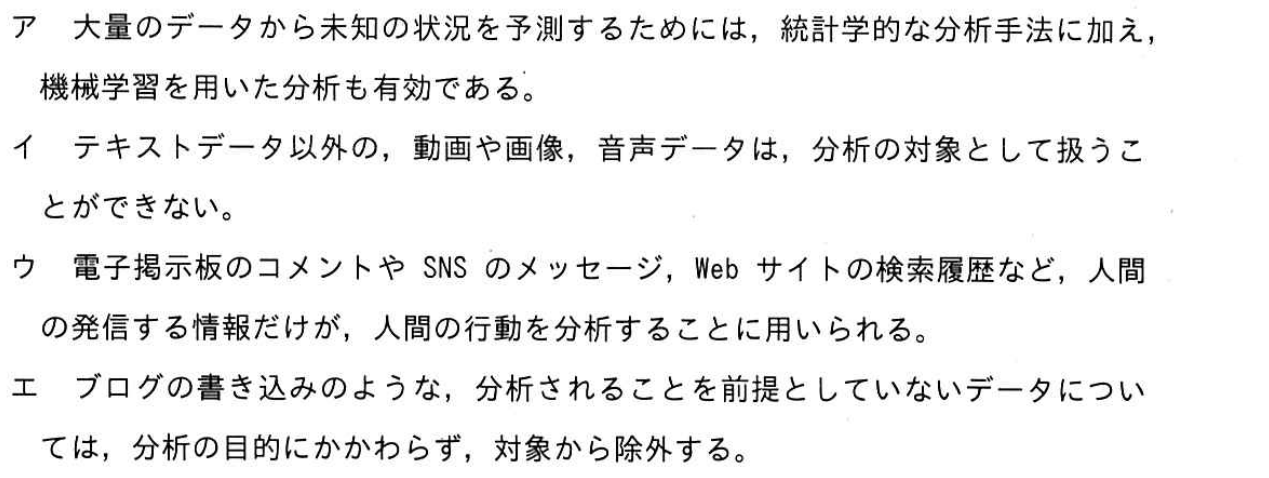 ア　大量のデータから未知の状況を予測するためには，統計学的な分析手法に加え，
機械学習を用いた分析も有効である。
イ　テキストデータ以外の，動画や画像，音声データは，分析の対象として扱うこ
とができない。
ウ　電子掲示板のコメントや SNS のメッセージ，Web サイトの検索履歴など，人間
の発信する情報だけが，人間の行動を分析することに用いられる。
エ　ブログの書き込みのような，分析されることを前提としていないデータについ
ては，分析の目的にかかわらず，対象から除外する。